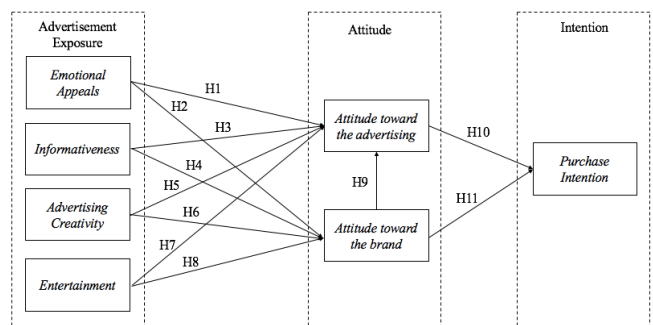 Advertisement
Exposure
Attitude
Intention
Emotional
Appeals
Informativeness
Advertising
Creativity
Entertainment
H1
H2
H3
H4
H5
H6
H7
H8
Attitude toward
the advertising
H9
Attitude toward
the brand
H10
H11
Purchase
Intention